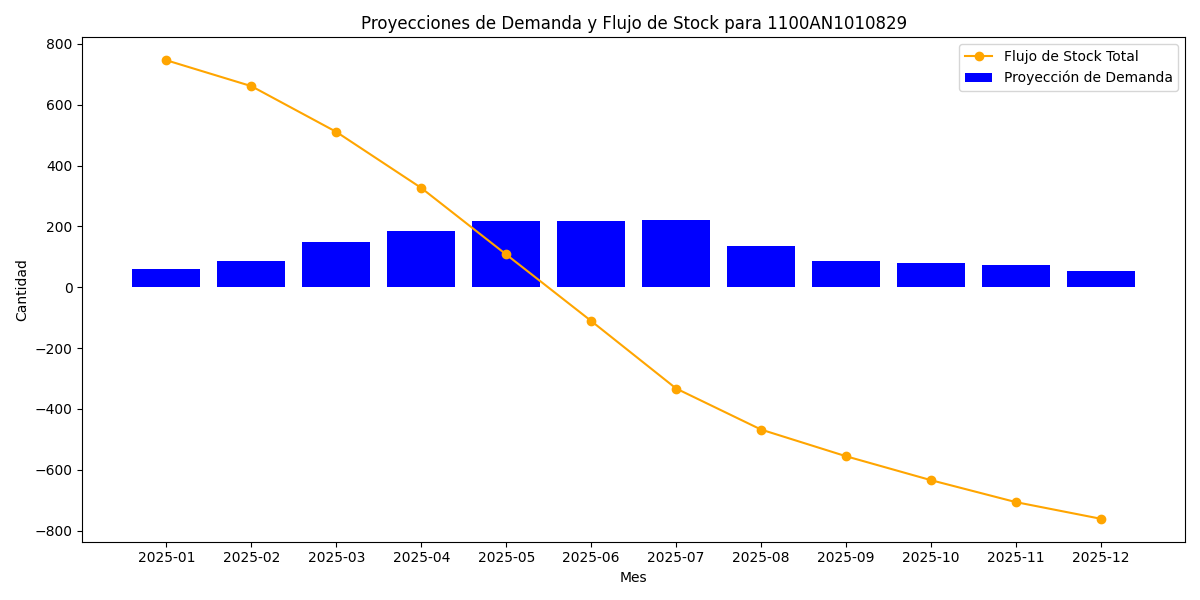 Proyecciones de Demanda y Flujo de Stock para 1100AN1010829
Flujo de Stock Total
Proyección de Demanda
Cantidad
800
600
400
200
0
−200
−400
−600
−800
2025-01 2025-02 2025-03 2025-04 2025-05 2025-06 2025-07 2025-08 2025-09 2025-10 2025-11 2025-12
Mes